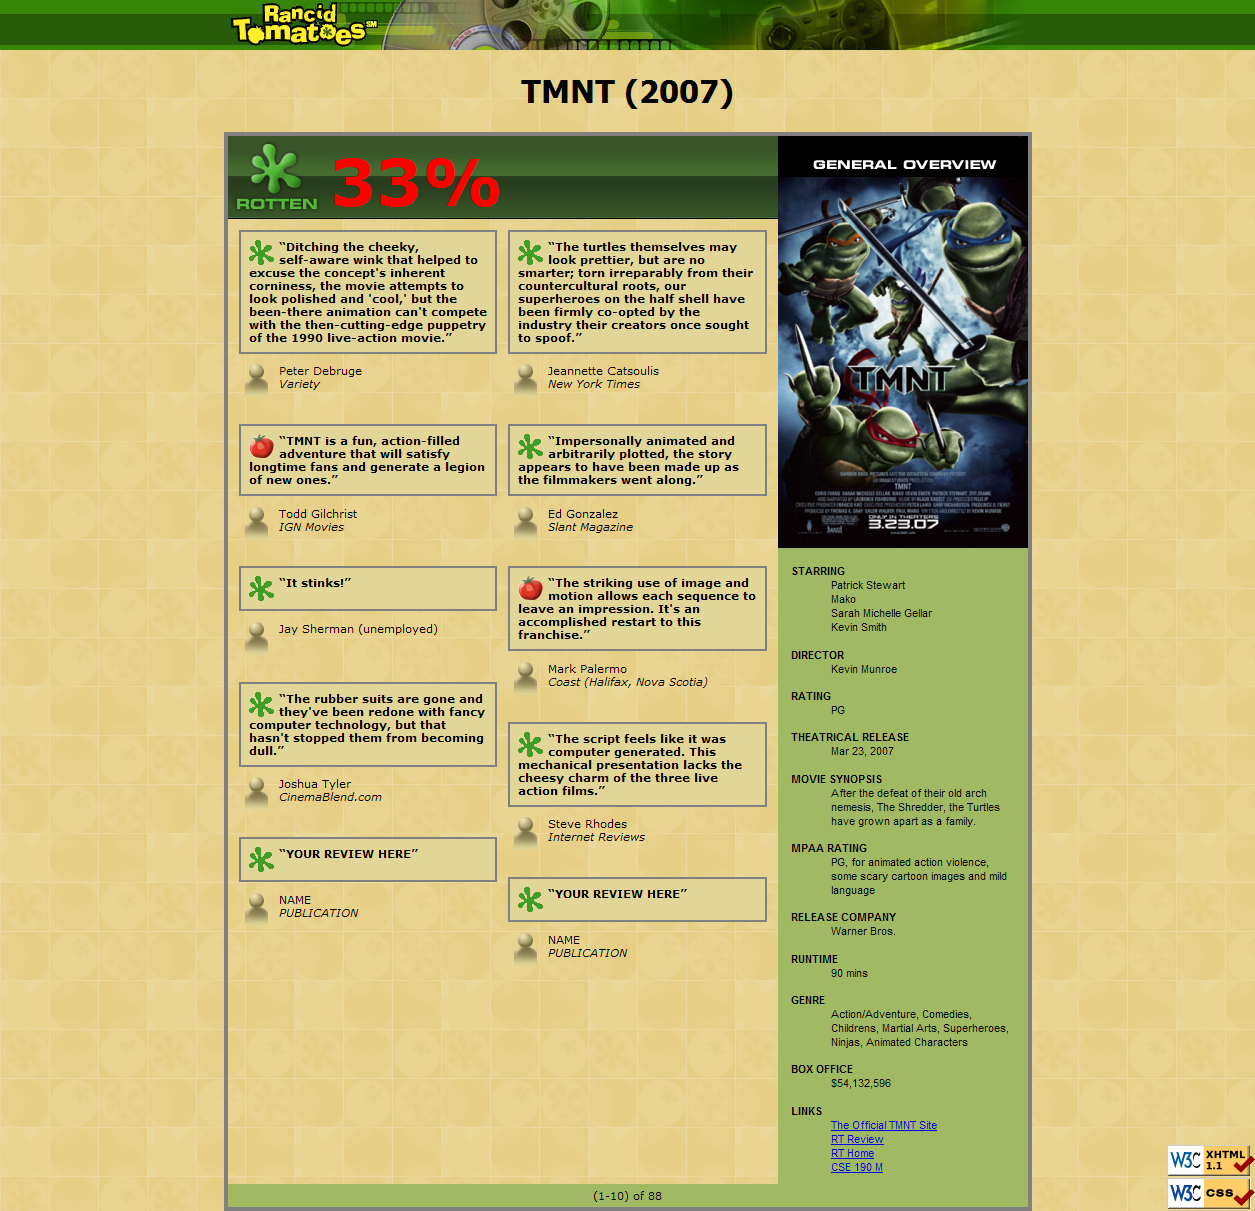 Rancid
Tomatoes SM
TMNT (2007)
ROTTEN
33%
“Ditching the cheeky,
self-aware wink that helped to
excuse the concept's inherent
corniness, the movie attempts to
look polished and 'cool,' but the
been-there animation can't compete
with the then-cutting-edge puppetry
of the 1990 live-action movie.”
Peter Debruge
Variety
“TMNT is a fun, action-filled
adventure that will satisfy
longtime fans and generate a legion
of new ones.”
Todd Gilchrist
IGN Movies
“It stinks!”
Jay Sherman (unemployed)
“The rubber suits are gone and
they've been redone with fancy
computer technology, but that
hasn't stopped them from becoming
dull.”
Joshua Tyler
CinemaBlend.com
“YOUR REVIEW HERE”
NAME
PUBLICATION
“The turtles themselves may
look prettier, but are no
smarter; torn irreparably from their
countercultural roots, our
superheroes on the half shell have
been firmly co-opted by the
industry their creators once sought
to spoof.”
Jeannette Catsoulis
New York Times
“Impersonally animated and
arbitrarily plotted, the story
appears to have been made up as
the filmmakers went along.”
Ed Gonzalez
Slant Magazine
“The striking use of image and
motion allows each sequence to
leave an impression. It's an
accomplished restart to this
franchise.”
Mark Palermo
Coast (Halifax, Nova Scotia)
“The script feels like it was
computer generated. This
mechanical presentation lacks the
cheesy charm of the three live
action films.”
Steve Rhodes
Internet Reviews
“YOUR REVIEW HERE”
NAME
PUBLICATION
GENERAL OVERVIEW
TMNT
TMNT
ONLY IN THEATERS
3.23.07
STARRING
Patrick Stewart
Mako
Sarah Michelle Gellar
Kevin Smith
DIRECTOR
Kevin Munroe
RATING
PG
THEATRICAL RELEASE
Mar 23, 2007
MOVIE SYNOPSIS
After the defeat of their old arch
nemesis, The Shredder, the Turtles
have grown apart as a family.
MPAA RATING
PG, for animated action violence,
some scary cartoon images and mild
language
RELEASE COMPANY
Warner Bros.
RUNTIME
90 mins
GENRE
Action/Adventure, Comedies,
Childrens, Martial Arts, Superheroes,
Ninjas, Animated Characters
BOX OFFICE
$54,132,596
LINKS
The Official TMNT Site
RT Review
RT Home
CSE 190 M
(1-10) of 88
W3C XHTML 1.1
W3C CSS